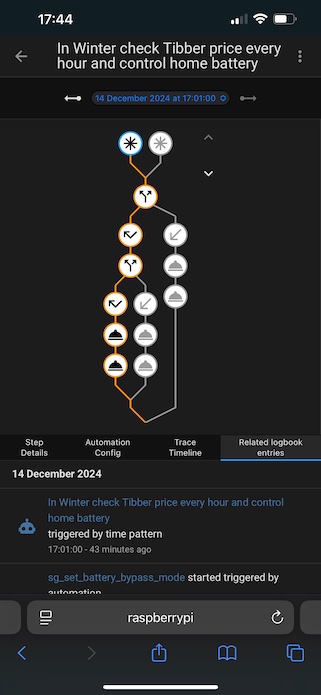 17:44
In Winter check Tibber price every
hour and control home battery
14 December 2024 at 17:01:00
Step
Details
Automation
Config
Trace
Timeline
Related logbook
entries
14 December 2024
In Winter check Tibber price every hour and control
home battery
triggered by time pattern
17:01:00 - 43 minutes ago
sg_set_battery_bypass_mode started triggered by
automation
raspberrypi